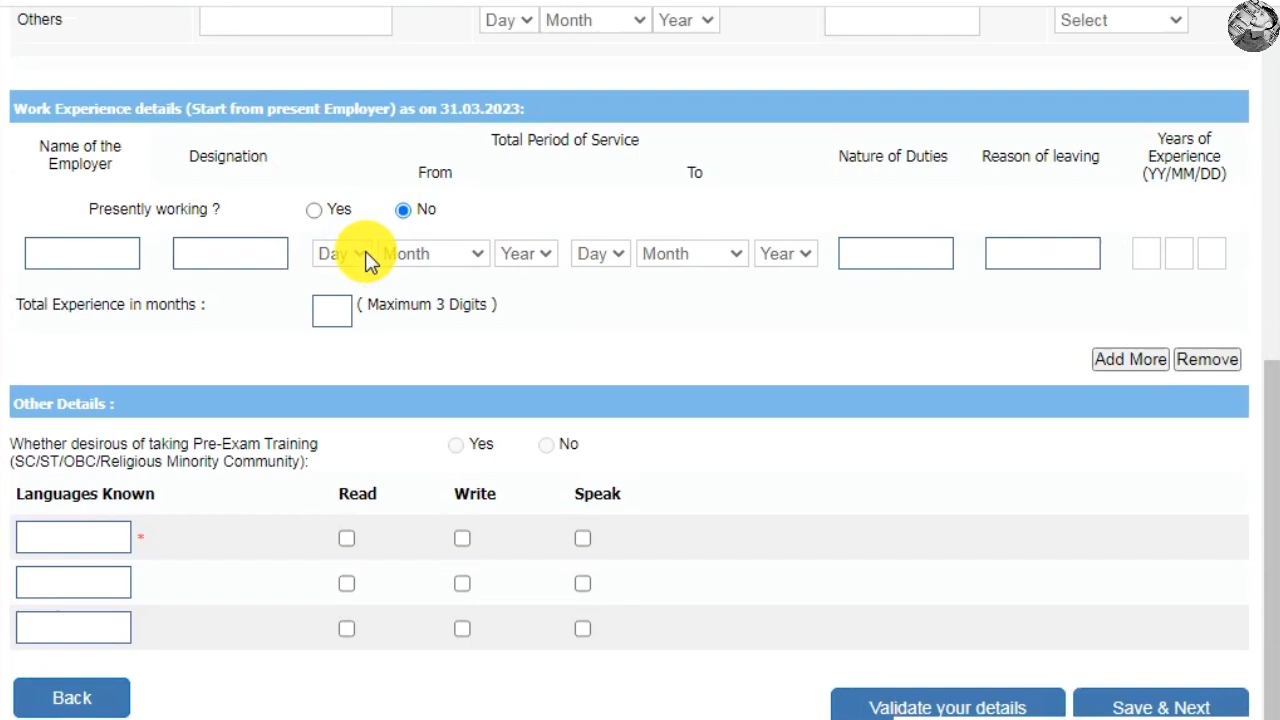 Others Day Month Year Select
Work Experience details (Start from present Employer) as on 31.03.2023:
Name of the Employer Designation Total Period of Service From To Nature of Duties Reason of leaving Years of Experience (YY/MM/DD)
Presently working ? Yes No
Day Month Year Day Month Year
Total Experience in months : ( Maximum 3 Digits )
Add More Remove
Other Details :
Whether desirous of taking Pre-Exam Training Yes No
(SC/ST/OBC/Religious Minority Community):
Languages Known Read Write Speak
*
Back Validate your details Save & Next